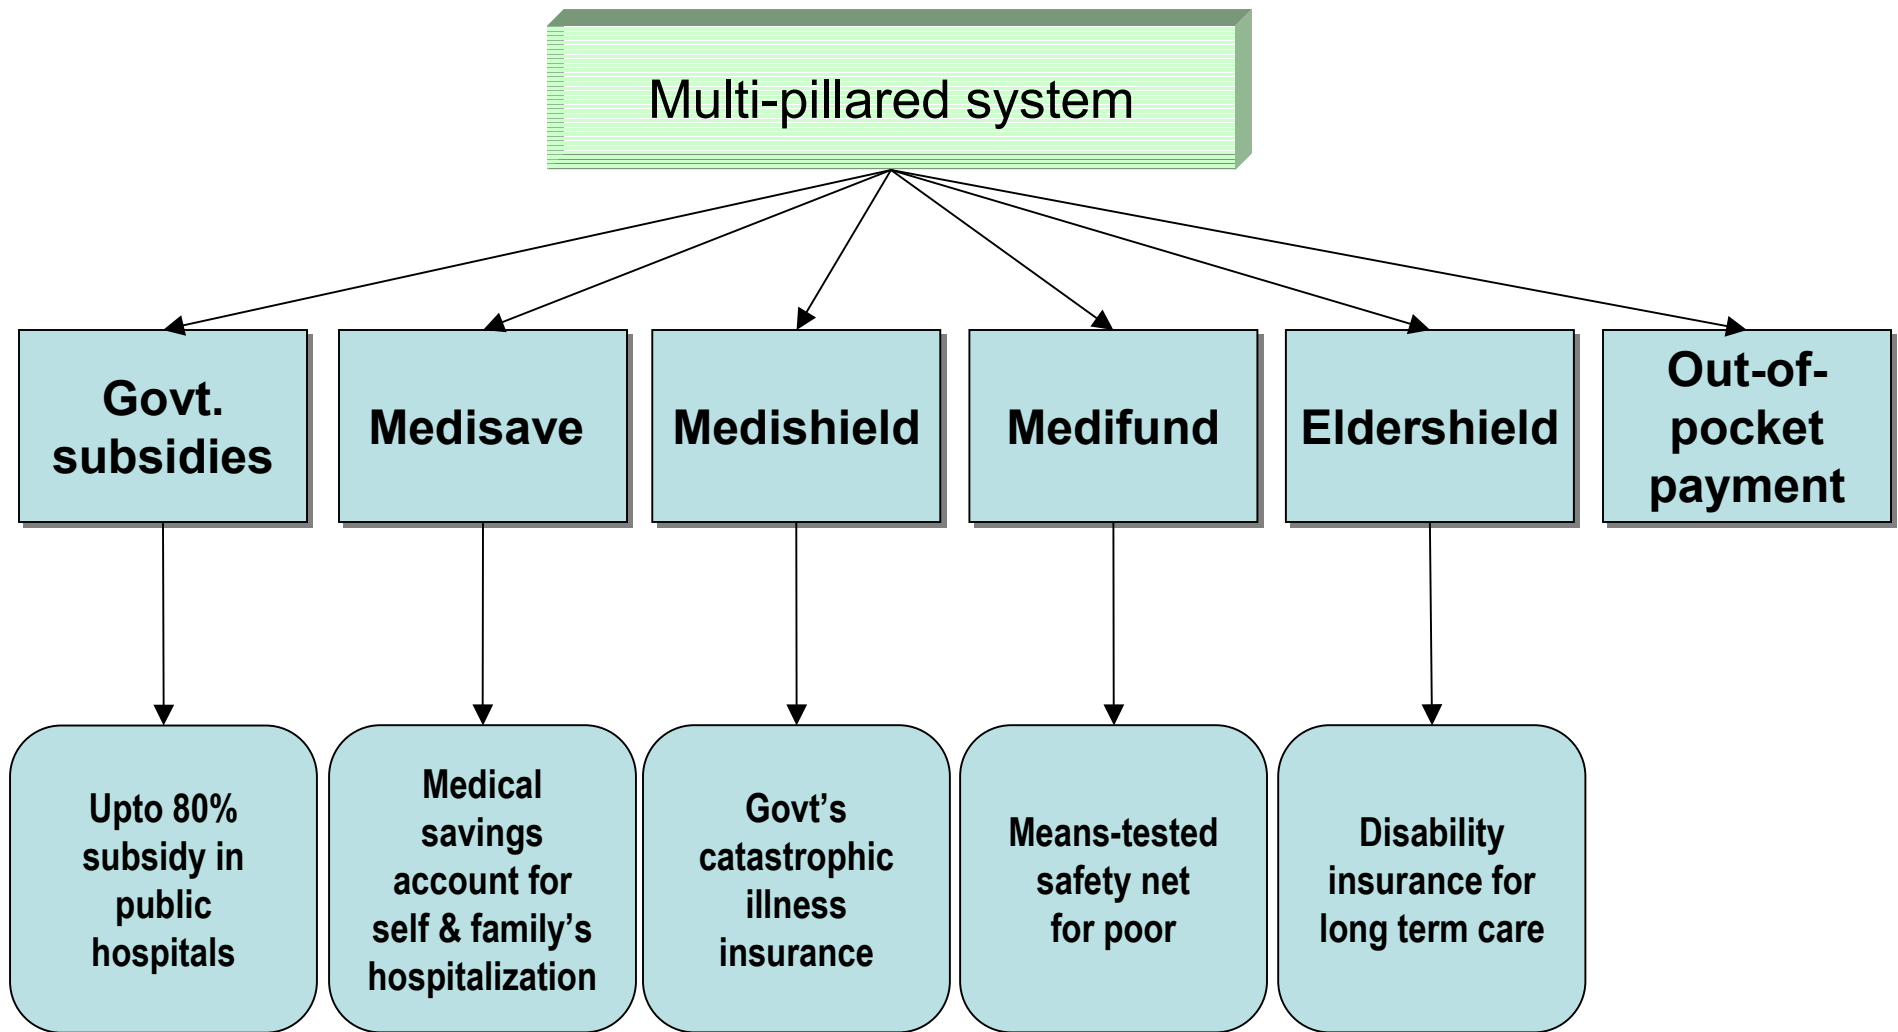 Multi-pillared system
Govt.
subsidies
Medisave
Medishield
Medifund
Eldershield
Out-of-
pocket
payment
Upto 80%
subsidy in
public
hospitals
Medical
savings
account for
self & family’s
hospitalization
Govt’s
catastrophic
illness
insurance
Means-tested
safety net
for poor
Disability
insurance for
long term care